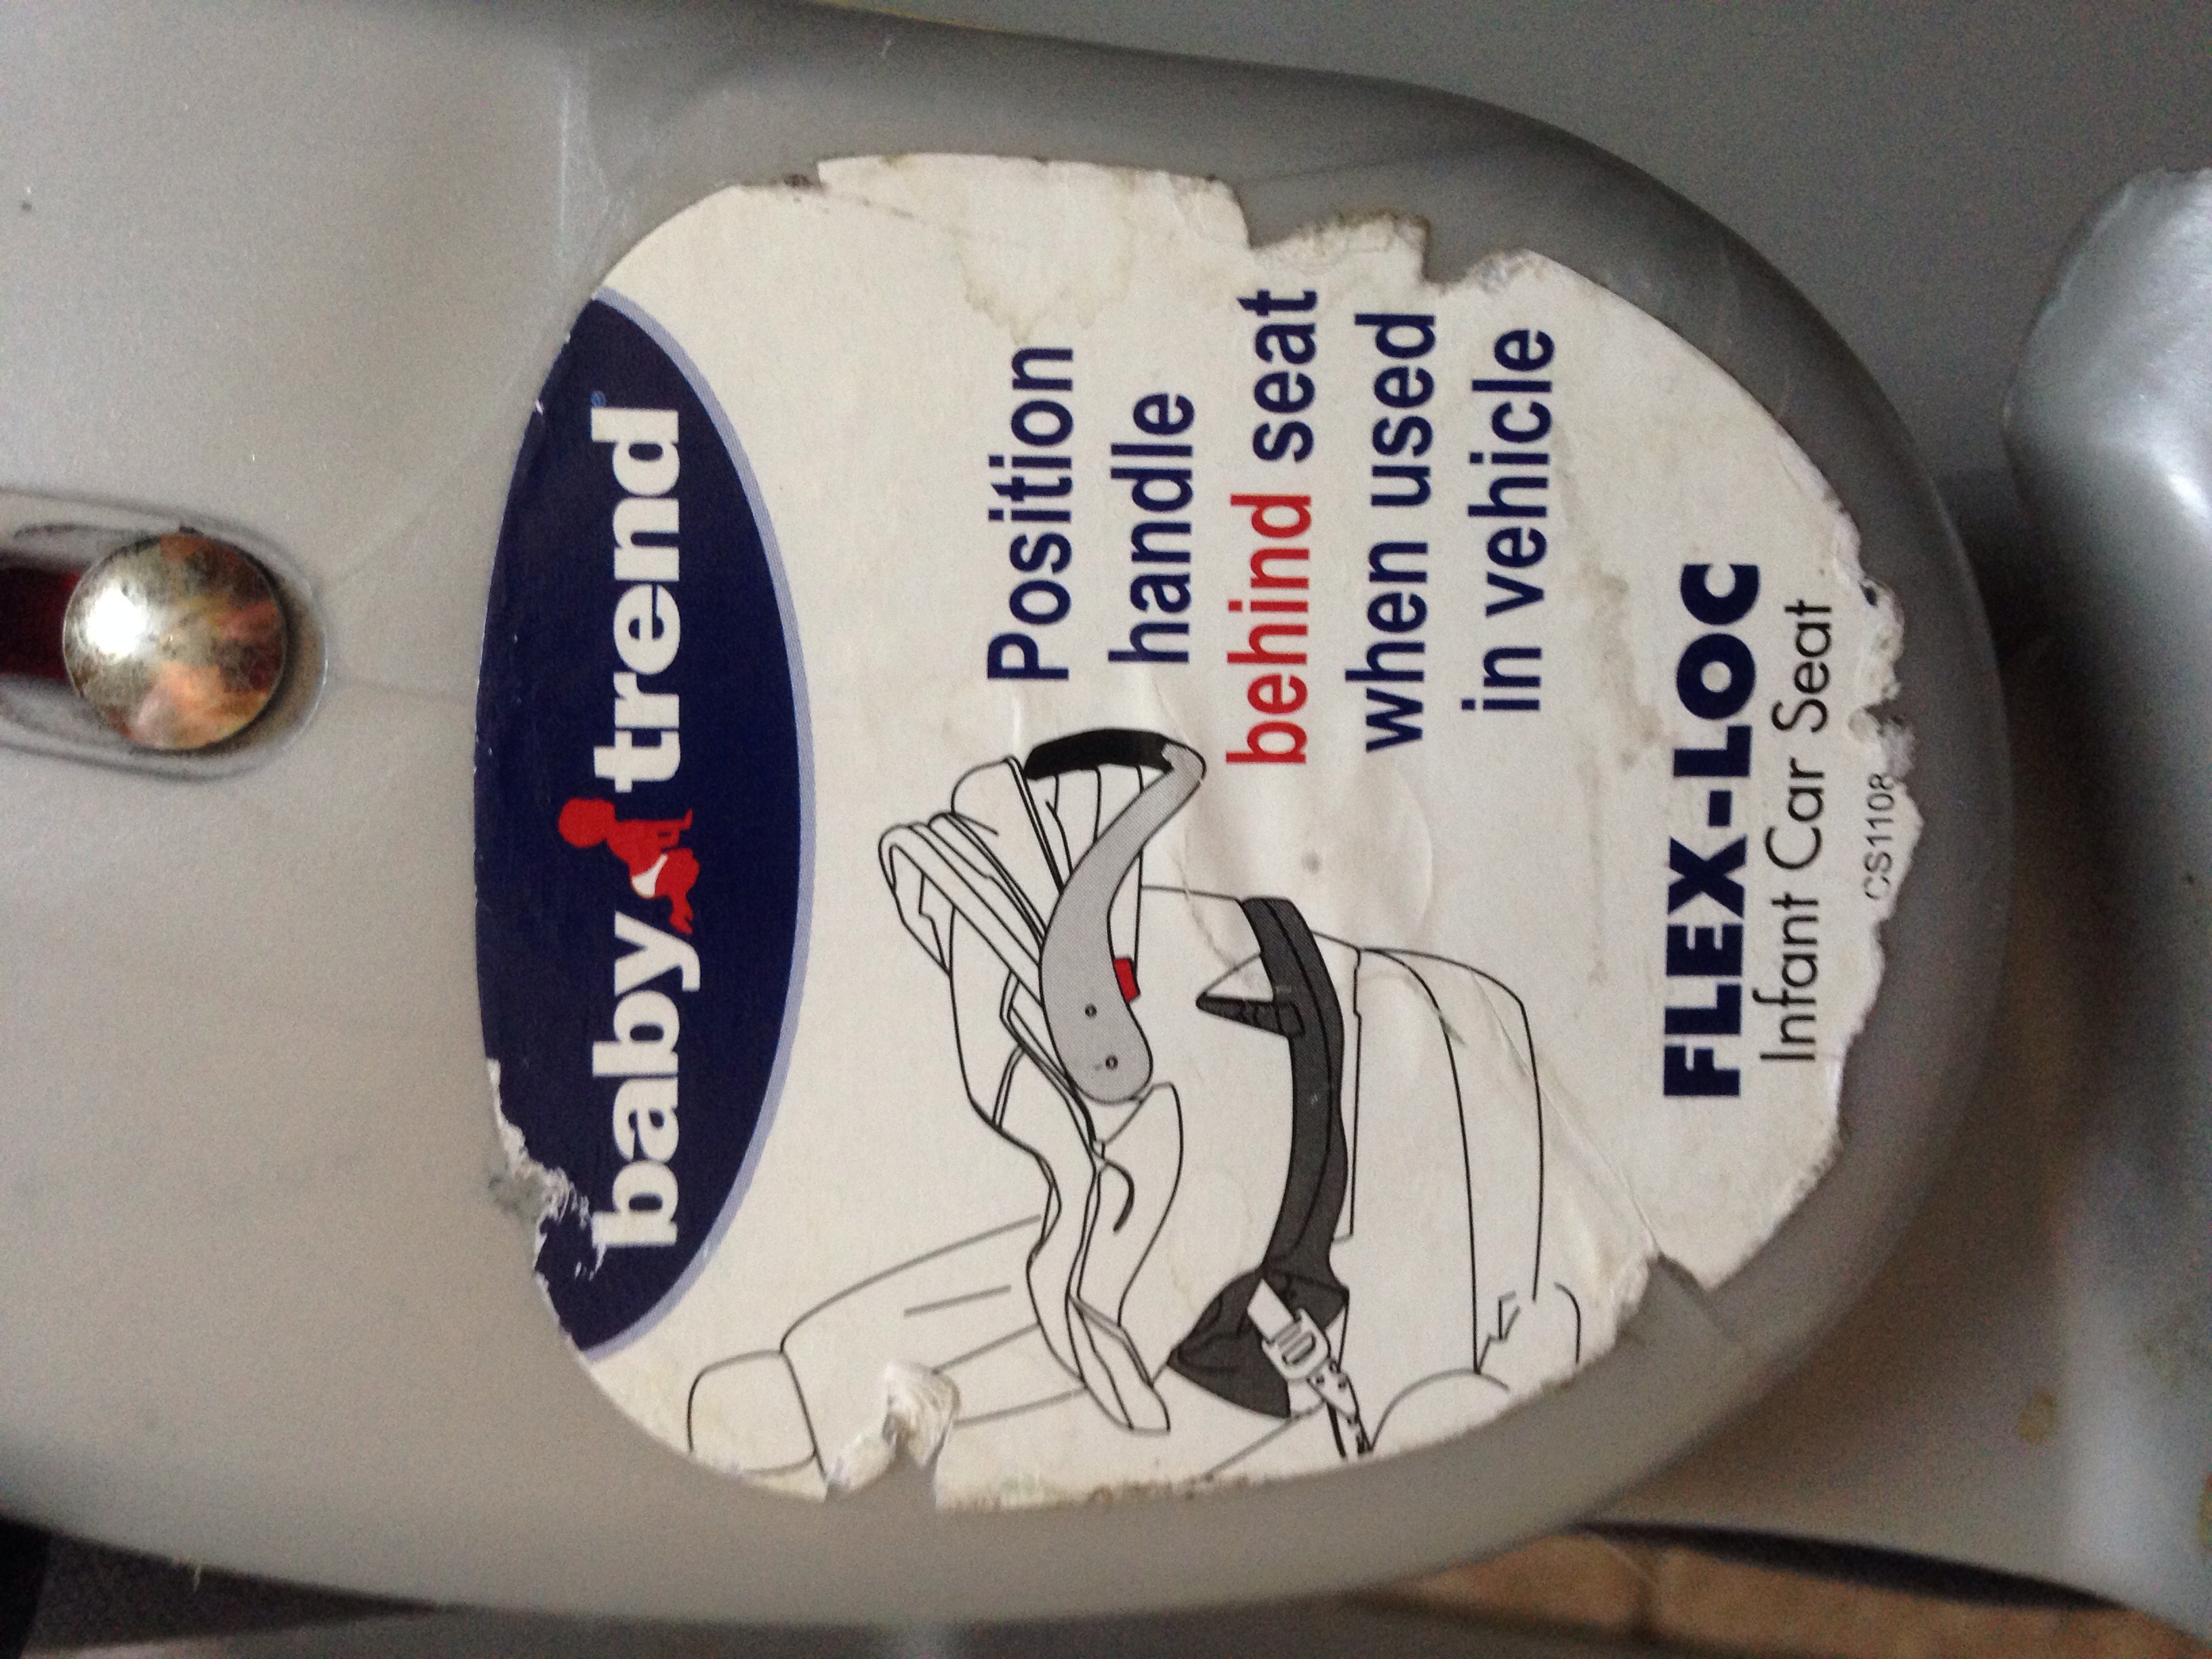 baby trend
Position
handle
behind seat
when used
in vehicle
FLEX-LOC
Infant Car Seat
CS1108